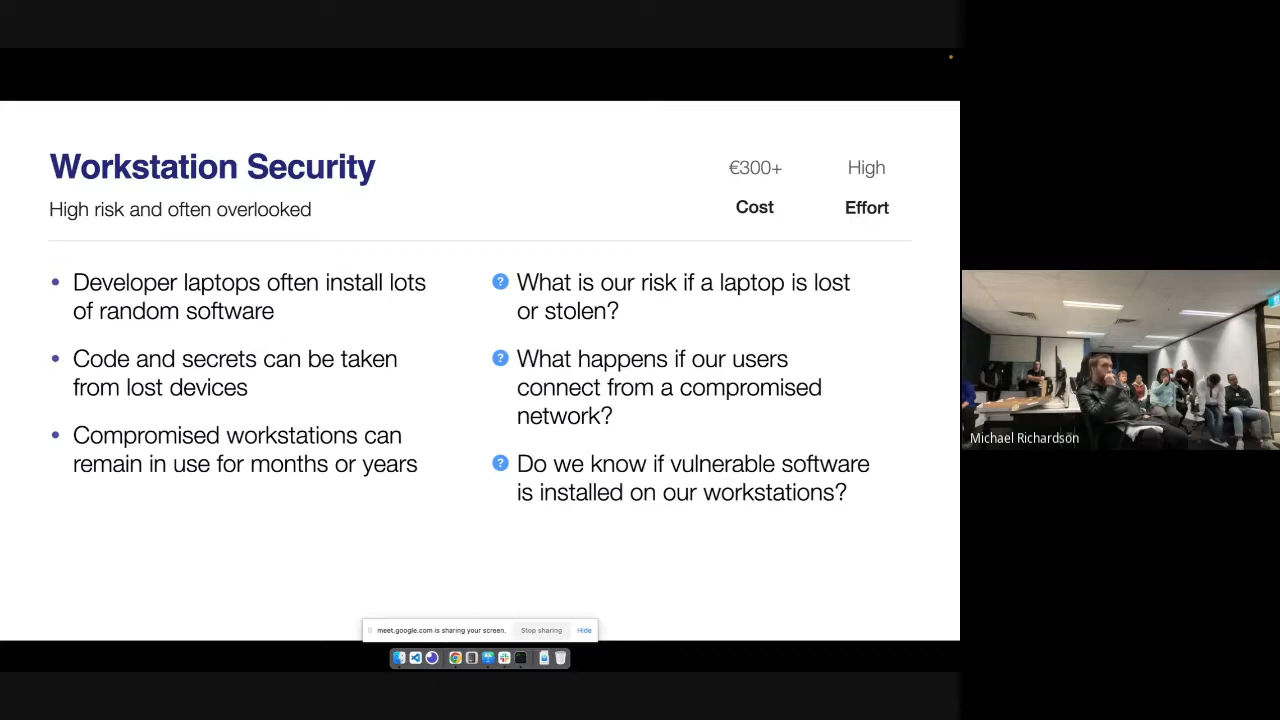 Workstation Security
High risk and often overlooked
€300+
Cost
High
Effort
Developer laptops often install lots
of random software
Code and secrets can be taken
from lost devices
Compromised workstations can
remain in use for months or years
? What is our risk if a laptop is lost
or stolen?
? What happens if our users
connect from a compromised
network?
? Do we know if vulnerable software
is installed on our workstations?
meet.google.com is sharing your screen.
Stop sharing
Hide
Michael Richardson